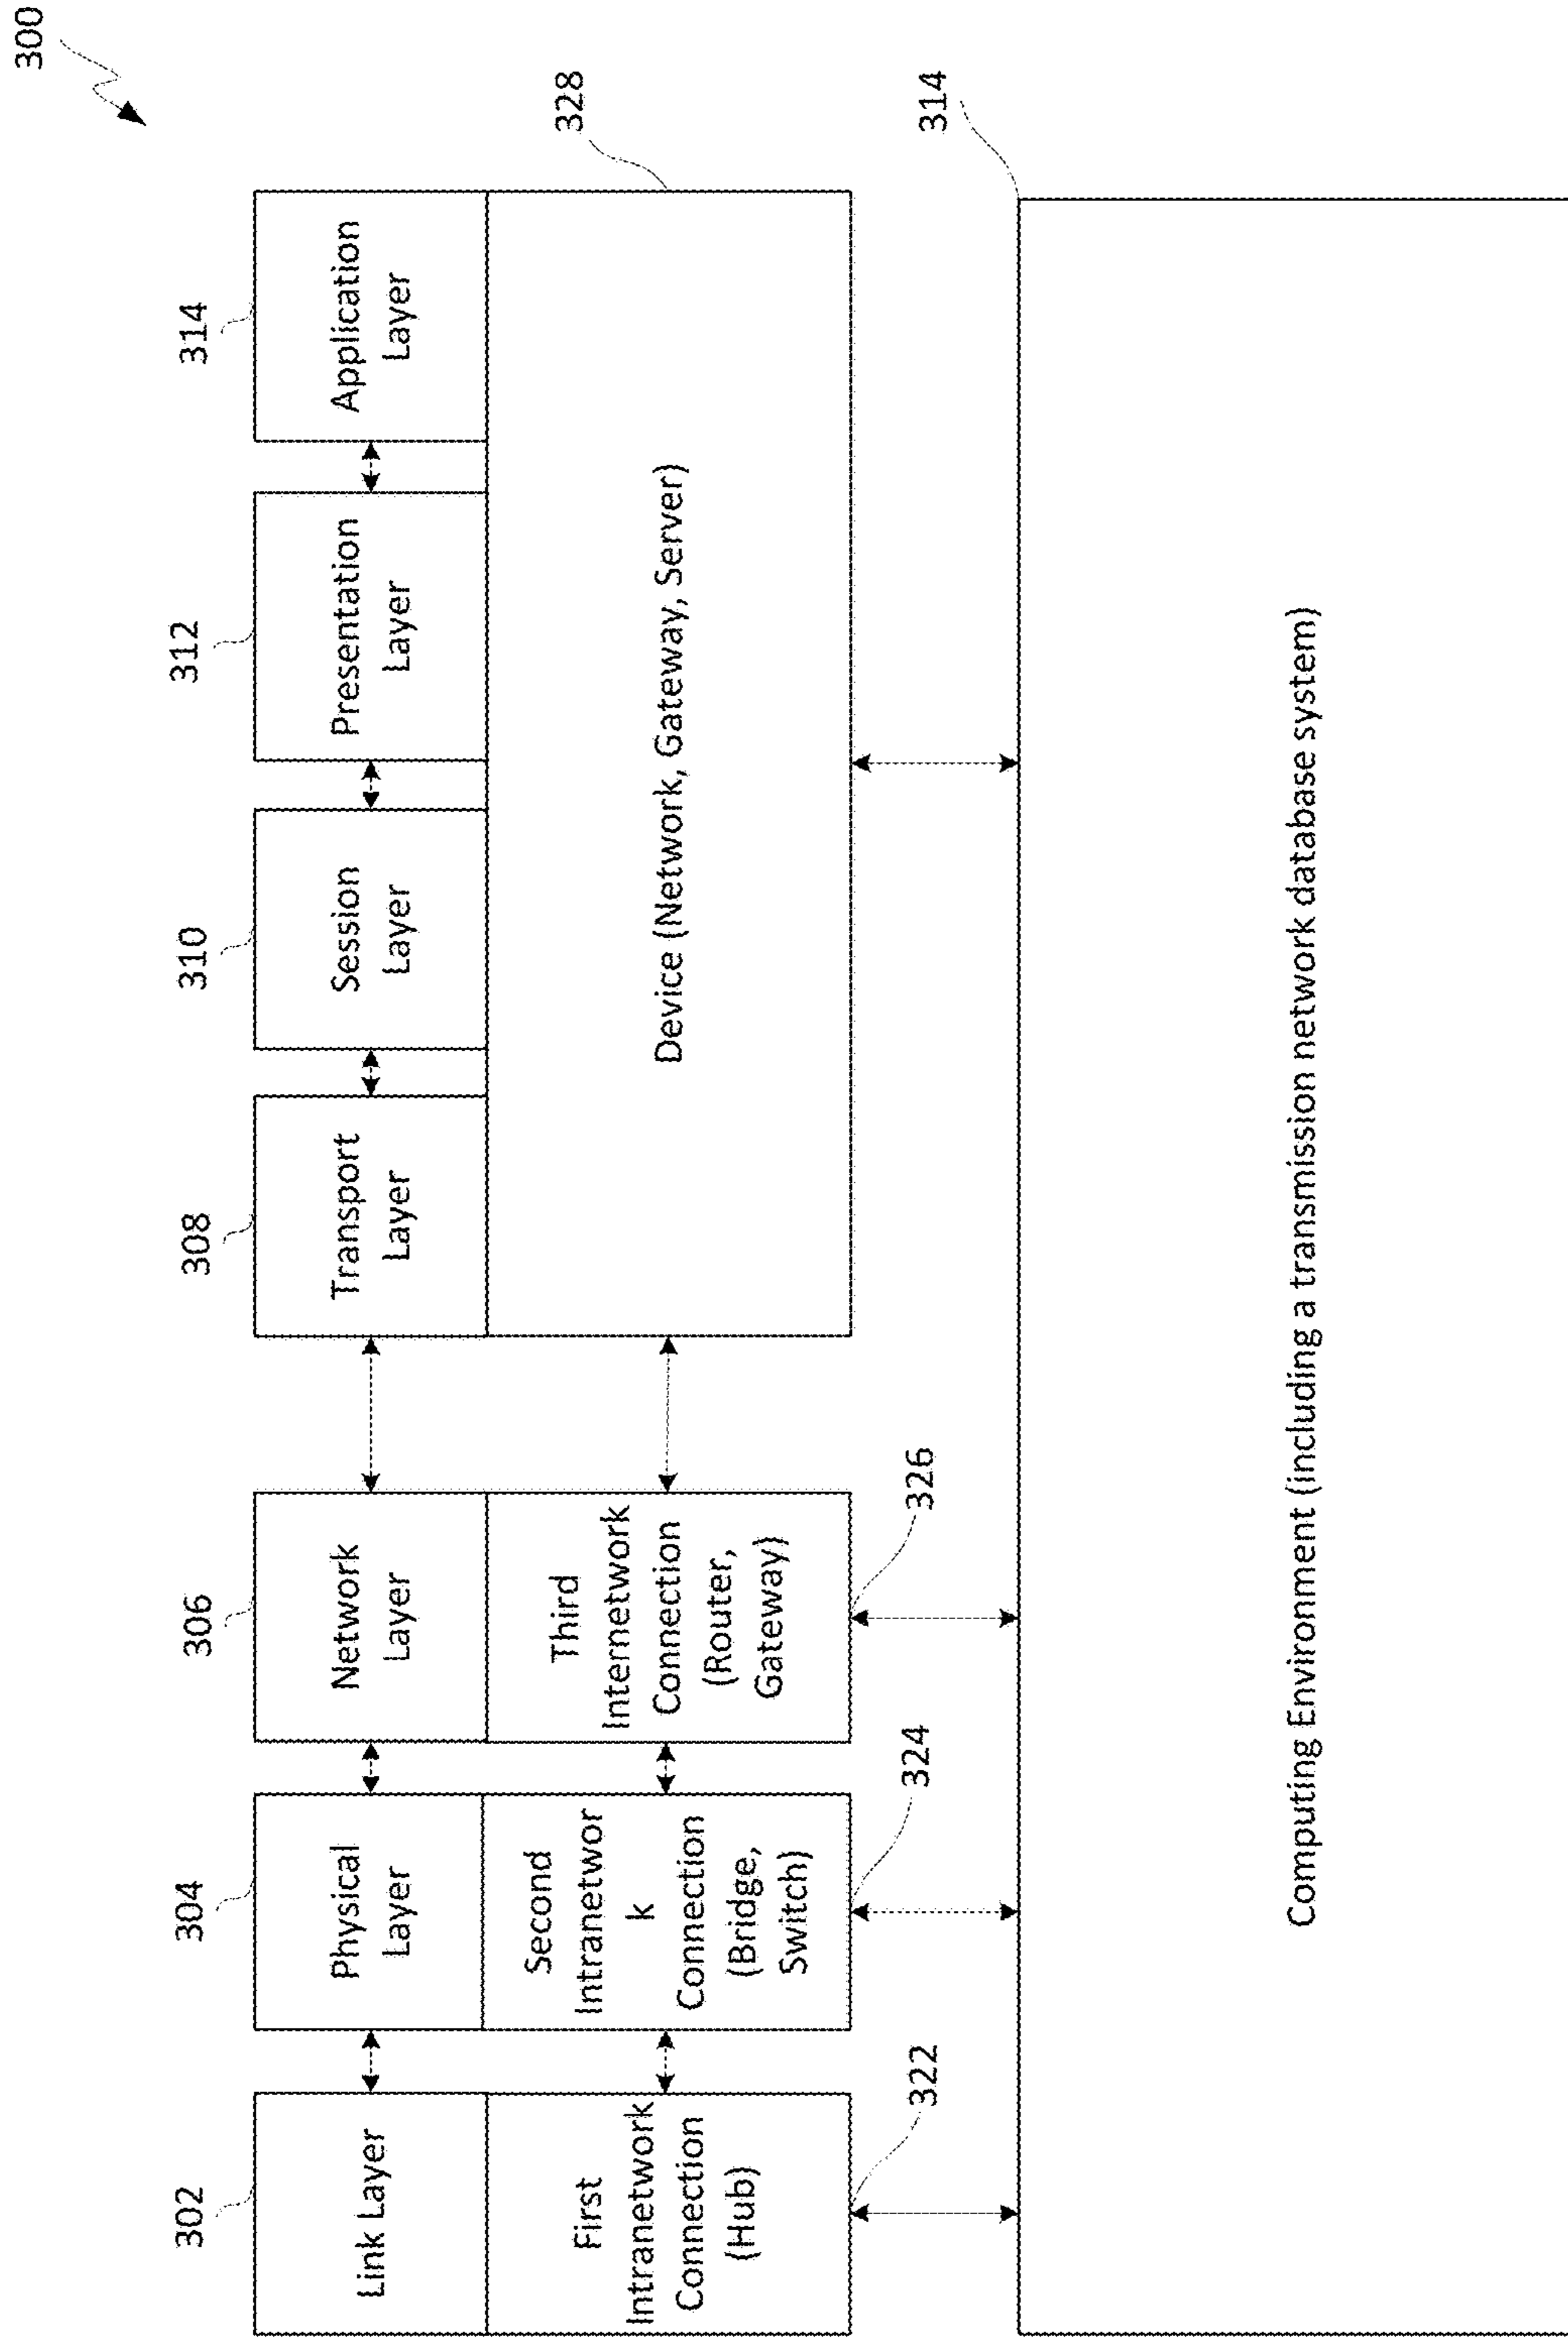 300
302
304
306
308
310
312
314
Link Layer
Physical
Layer
Network
Layer
Transport
Layer
Session
Layer
Presentation
Layer
Application
Layer
First
Intranetwork
Connection
(Hub)
Second
Intranetwor
k
Connection
(Bridge,
Switch)
Third
Internetwork
Connection
(Router,
Gateway)
Device (Network, Gateway, Server)
328
322
324
326
314
Computing Environment (including a transmission network database system)